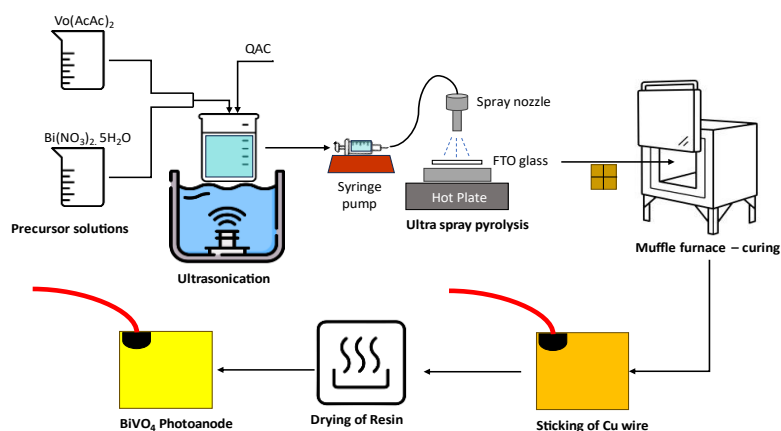 Vo(AcAc)₂
QAC
Bi(NO₃)₂. 5H₂O
Precursor solutions
Ultrasonication
Syringe
pump
Spray nozzle
FTO glass
Hot Plate
Ultra spray pyrolysis
Muffle furnace – curing
BiVO₄ Photoanode
Drying of Resin
Sticking of Cu wire